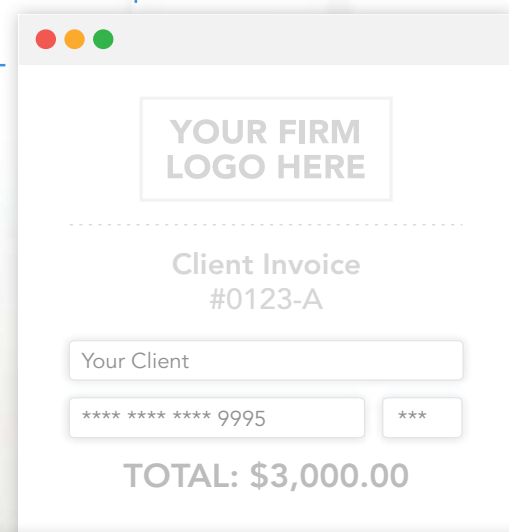 YOUR FIRM
LOGO HERE
Client Invoice
#0123-A
Your Client
**** **** **** 9995 ***
TOTAL: $3,000.00